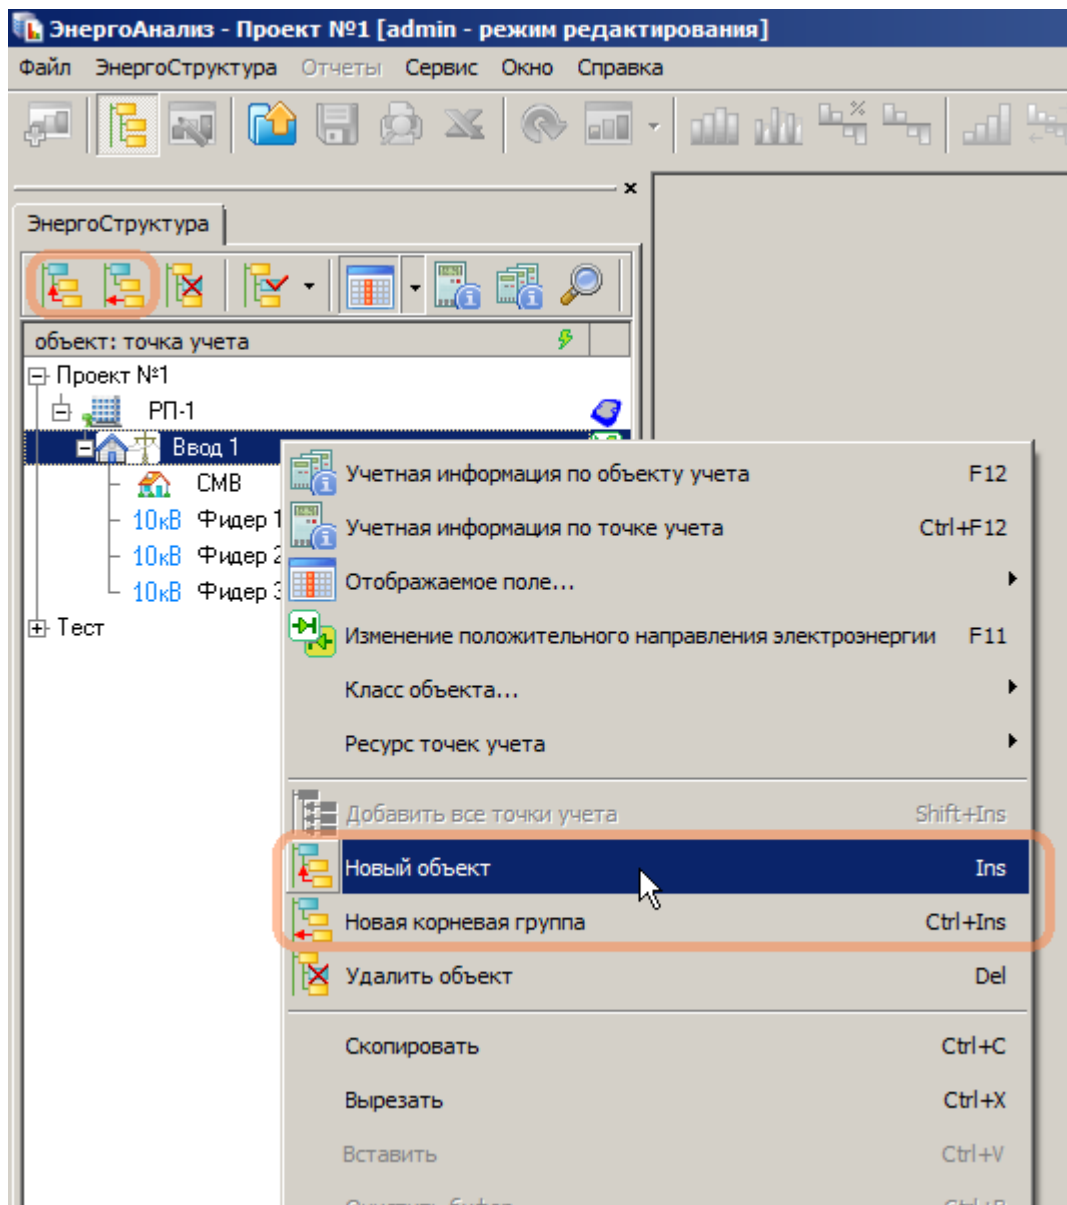 ЭнергоАнализ - Проект №1 [admin - режим редактирования]
Файл ЭнергоСтруктура Отчеты Сервис Окно Справка
ЭнергоСтруктура
объект: точка учета
Проект №1
РП-1
Ввод 1
СМВ
10кВ Фидер 1
10кВ Фидер 2
10кВ Фидер 3
Тест
Учетная информация по объекту учета F12
Учетная информация по точке учета Ctrl+F12
Отображаемое поле...
Изменение положительного направления электроэнергии F11
Класс объекта...
Ресурс точек учета
Добавить все точки учета Shift+Ins
Новый объект Ins
Новая корневая группа Ctrl+Ins
Удалить объект Del
Скопировать Ctrl+C
Вырезать Ctrl+X
Вставить Ctrl+V